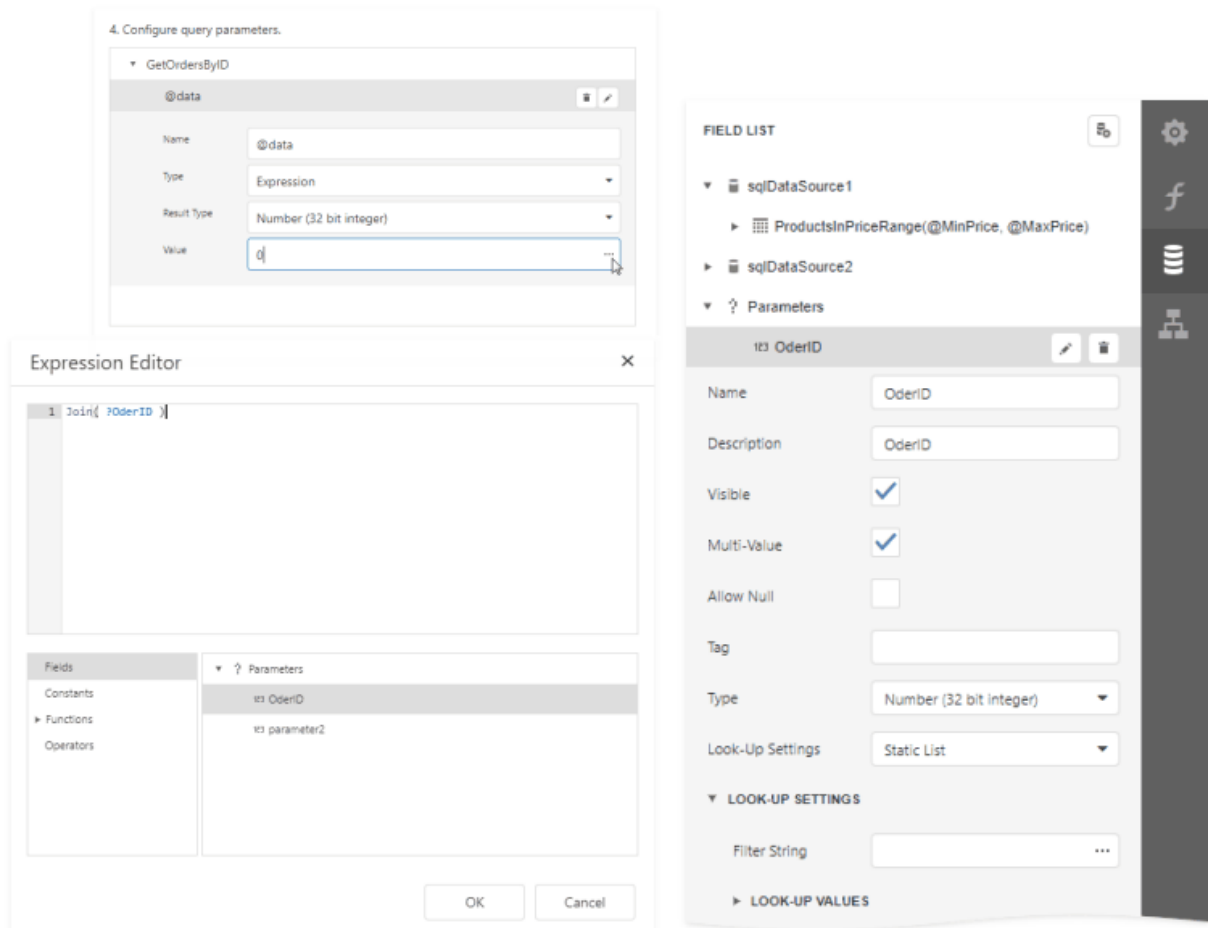 4. Configure query parameters.
GetOrdersByID
@data
Name
@data
Type
Expression
Result Type
Number (32 bit integer)
Value
0
...
Expression Editor
1 Join( ?OderID )
Fields
Constants
Functions
Operators
Parameters
123 OderID
123 parameter2
OK
Cancel
FIELD LIST
sqlDataSource1
ProductsInPriceRange(@MinPrice, @MaxPrice)
sqlDataSource2
? Parameters
123 OderID
Name
OderID
Description
OderID
Visible
Multi-Value
Allow Null
Tag
Type
Number (32 bit integer)
Look-Up Settings
Static List
LOOK-UP SETTINGS
Filter String
...
LOOK-UP VALUES